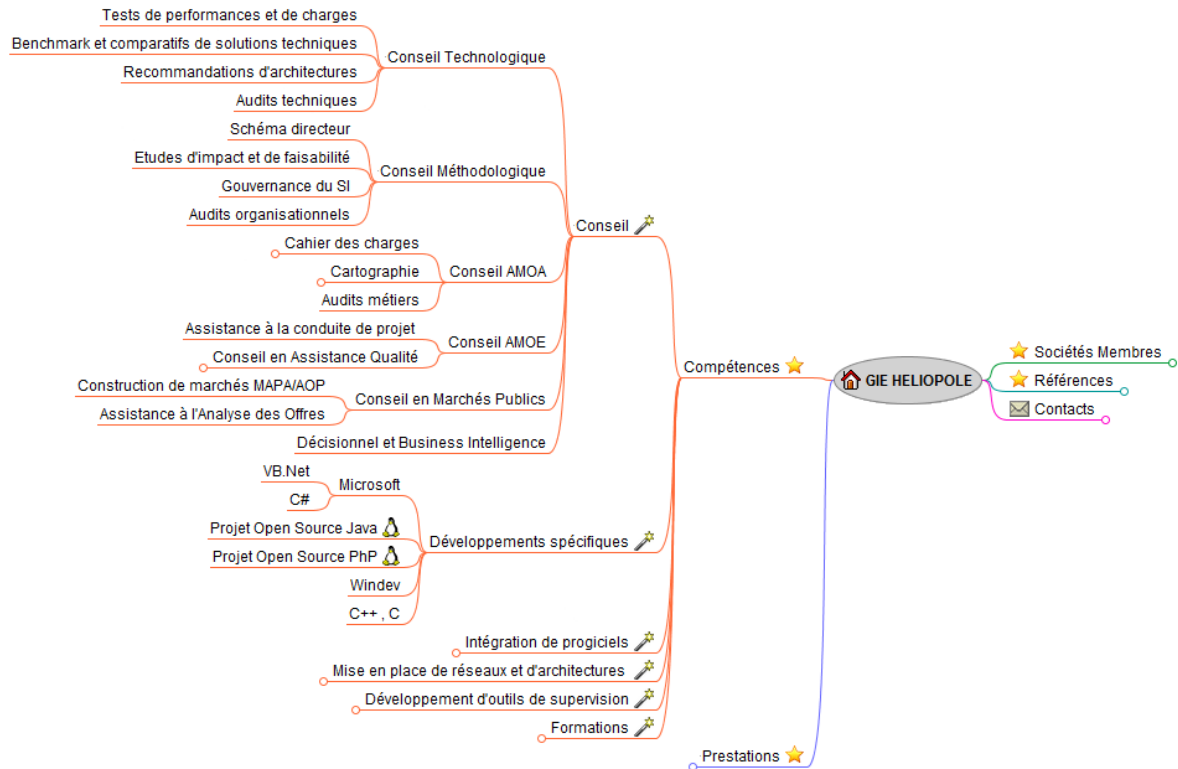 Tests de performances et de charges
Benchmark et comparatifs de solutions techniques
Recommandations d'architectures
Audits techniques
Conseil Technologique
Schéma directeur
Etudes d'impact et de faisabilité
Gouvernance du SI
Audits organisationnels
Conseil Méthodologique
Cahier des charges
Cartographie
Audits métiers
Conseil AMOA
Assistance à la conduite de projet
Conseil en Assistance Qualité
Conseil AMOE
Construction de marchés MAPA/AOP
Assistance à l'Analyse des Offres
Conseil en Marchés Publics
Décisionnel et Business Intelligence
Conseil
VB.Net
C#
Microsoft
Projet Open Source Java
Projet Open Source PhP
Windev
C++ , C
Développements spécifiques
Intégration de progiciels
Mise en place de réseaux et d'architectures
Développement d'outils de supervision
Formations
Compétences
Prestations
GIE HELIOPOLE
Sociétés Membres
Références
Contacts